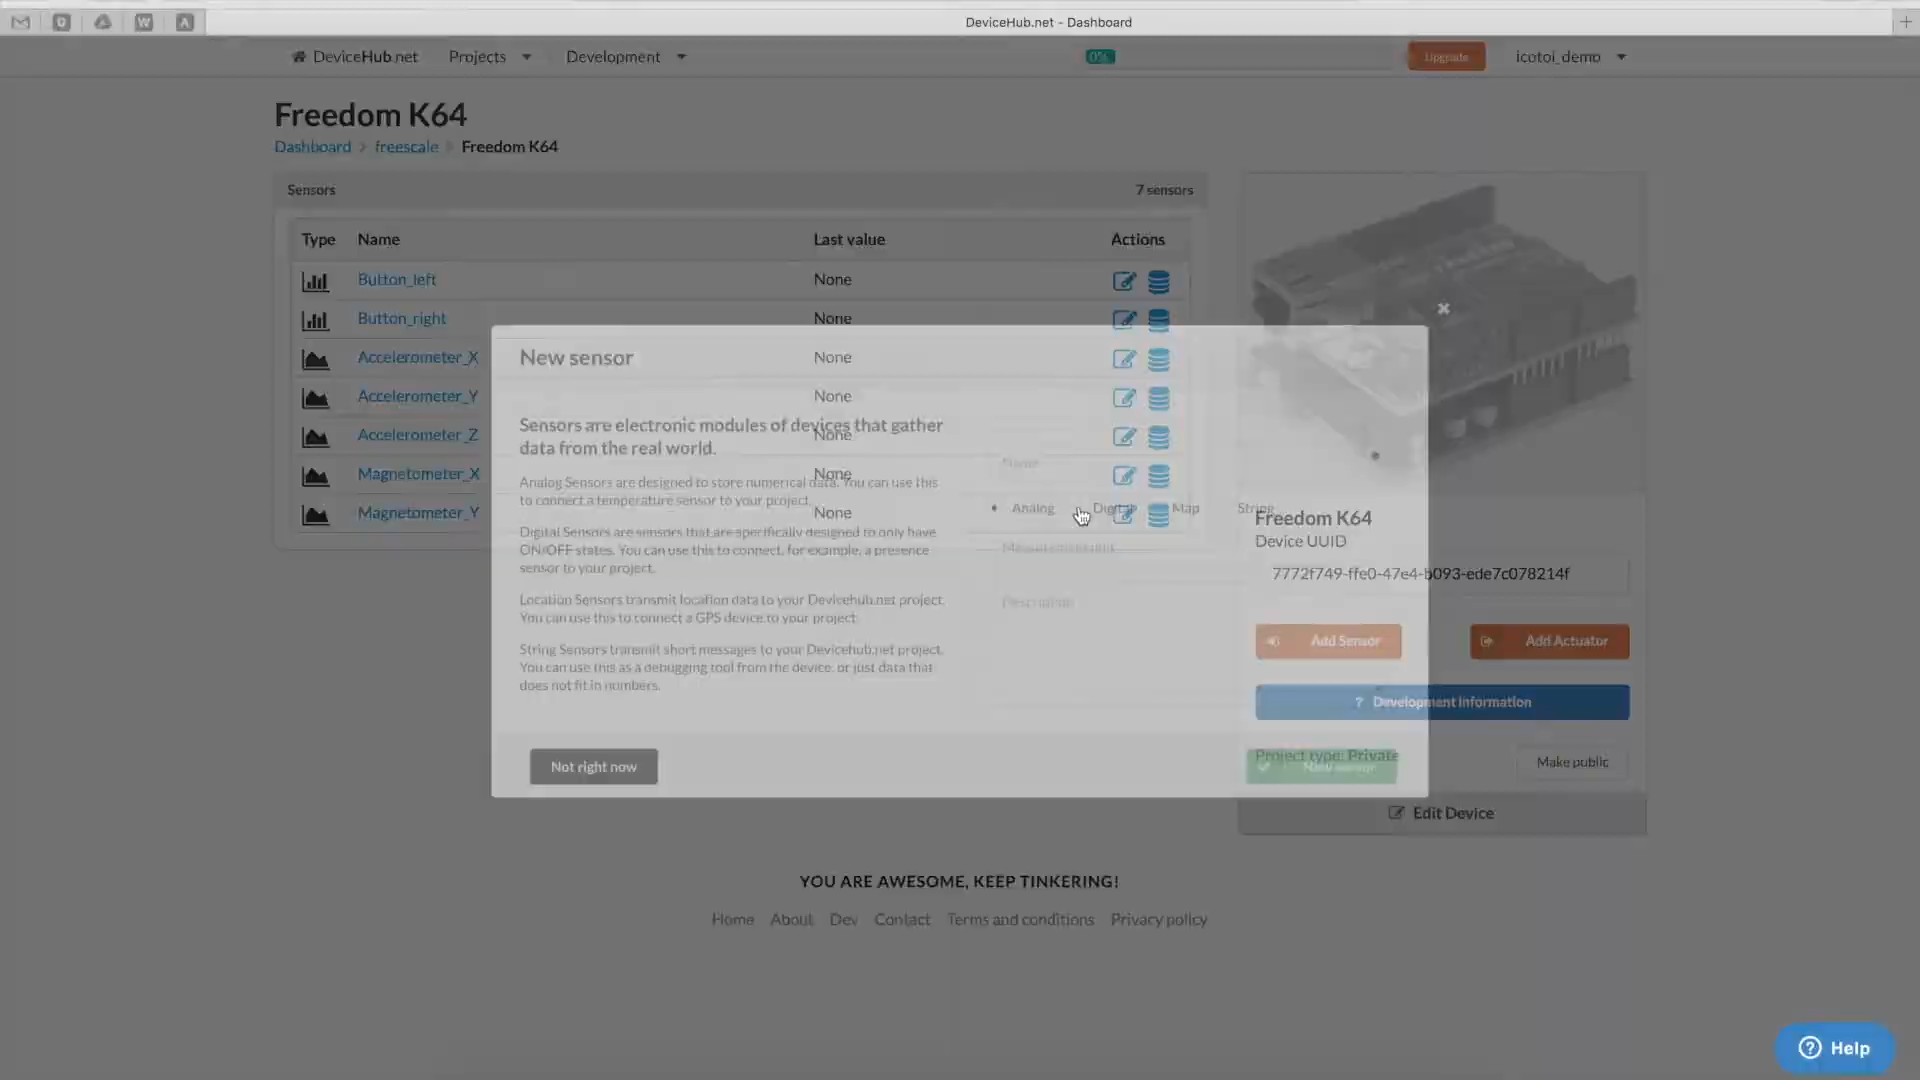 DeviceHub.net - Dashboard
DeviceHub.net Projects Development 0% Upgrade icotoi_demo
Freedom K64
Dashboard freescale Freedom K64
Sensors 7 sensors
Type Name Last value Actions
Button_left None
Button_right None
Accelerometer_X None
Accelerometer_Y None
Accelerometer_Z None
Magnetometer_X None
Magnetometer_Y None
New sensor
Sensors are electronic modules of devices that gather
data from the real world.
Analog Sensors are designed to store numerical data. You can use this
to connect a temperature sensor to your project.
Digital Sensors are sensors that are specifically designed to only have
ON/OFF states. You can use this to connect, for example, a presence
sensor to your project.
Location Sensors transmit location data to your Devicehub.net project.
You can use this to connect a GPS device to your project.
String Sensors transmit short messages to your Devicehub.net project.
You can use this as a debugging tool from the device, or just data that
does not fit in numbers.
Name
Analog Digital Map String
Description
Not right now
Freedom K64
Device UUID
7772f749-ffe0-47e4-b093-ede7c078214f
Add Sensor Add Actuator
? Development Information
Project type: Private Make public
Edit Device
YOU ARE AWESOME, KEEP TINKERING!
Home About Dev Contact Terms and conditions Privacy policy
? Help